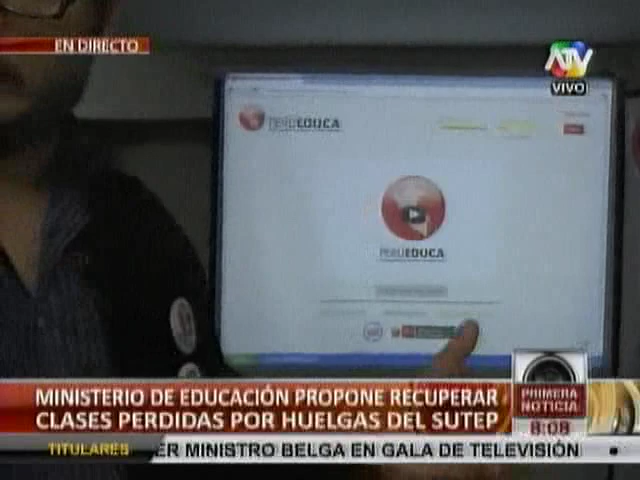 EN DIRECTO
ATV
VIVO
PERUEDUCA
PERUEDUCA
MINISTERIO DE EDUCACIÓN PROPONE RECUPERAR
CLASES PERDIDAS POR HUELGAS DEL SUTEP
PRIMERA
NOTICIA
8:08
TITULARES
ER MINISTRO BELGA EN GALA DE TELEVISIÓN